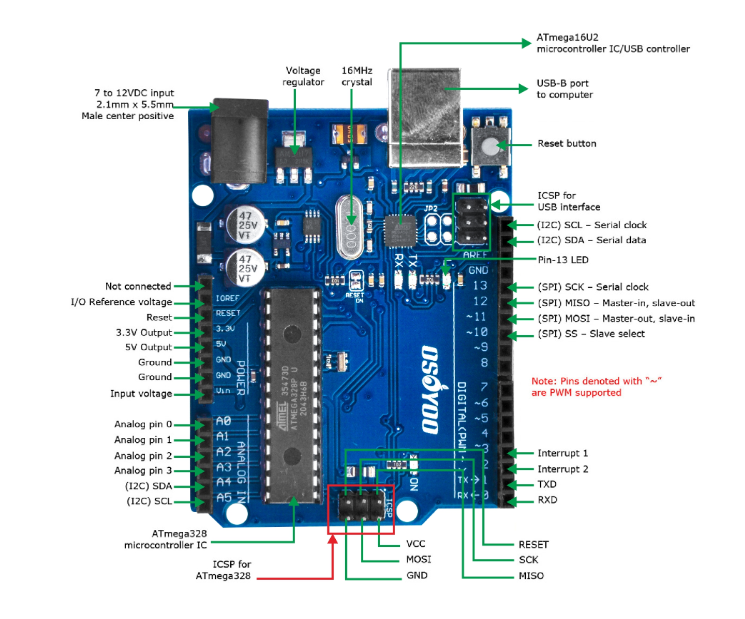 ATmega16U2
microcontroller IC/USB controller
Voltage
regulator
16MHz
crystal
7 to 12VDC input
2.1mm x 5.5mm
Male center positive
USB-B port
to computer
Reset button
ICSP for
USB Interface
JP2
47
25V
VT
47
25V
VT
(I2C) SCL – Serial clock
(I2C) SDA – Serial data
AREF
Pin-13 LED
GND
RX
TX
RESET
ON
Not connected
I/O Reference voltage
Reset
3.3V Output
5V Output
Ground
Ground
Input voltage
IOREF
RESET
3.3V
5V
GND
GND
Vin
POWER
13
12
~11
~10
~9
8
(SPI) SCK – Serial clock
(SPI) MISO – Master-in, slave-out
(SPI) MOSI – Master-out, slave-in
(SPI) SS – Slave select
Note: Pins denoted with “~”
are PWM supported
OSOYOO
ATMEL
35473D
ATMEGA328P U
2043H6B
DIGITAL(PWM~)
7
~6
~5
4
~3
2
TX→1
RX←0
Analog pin 0
Analog pin 1
Analog pin 2
Analog pin 3
(I2C) SDA
(I2C) SCL
A0
A1
A2
A3
A4
A5
ANALOG IN
Interrupt 1
Interrupt 2
TXD
RXD
ON
ICSP
ATmega328
microcontroller IC
ICSP for
ATmega328
VCC
MOSI
GND
RESET
SCK
MISO